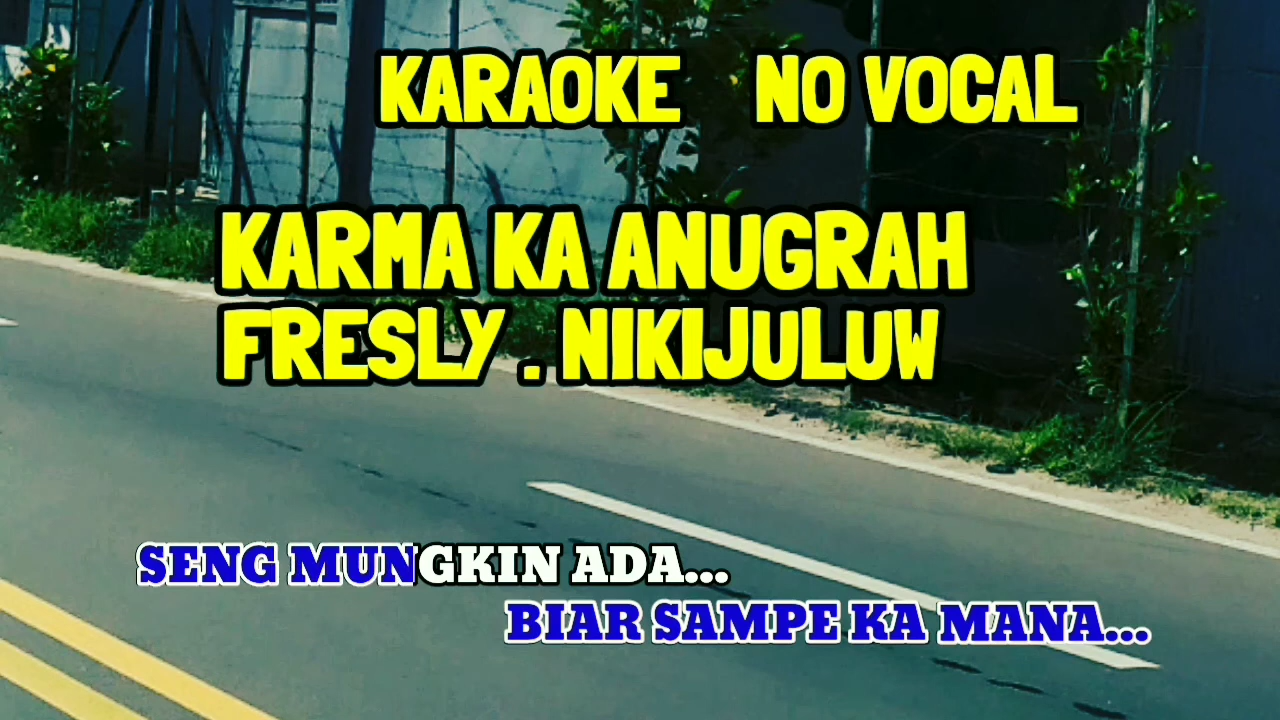 KARAOKE NO VOCAL
KARMA KA ANUGRAH
FRESLY . NIKIJULUW
SENG MUNGKIN ADA...
BIAR SAMPE KA MANA...